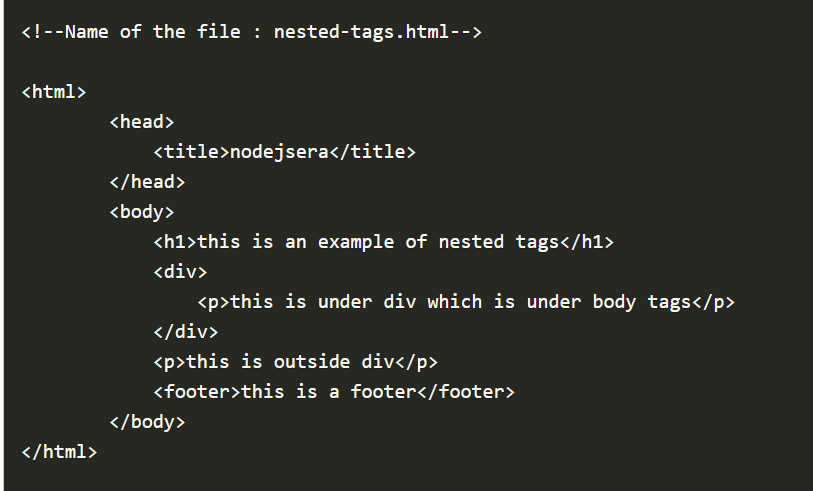 <!--Name of the file : nested-tags.html-->
<html>
<head>
<title>nodejsera</title>
</head>
<body>
<h1>this is an example of nested tags</h1>
<div>
<p>this is under div which is under body tags</p>
</div>
<p>this is outside div</p>
<footer>this is a footer</footer>
</body>
</html>